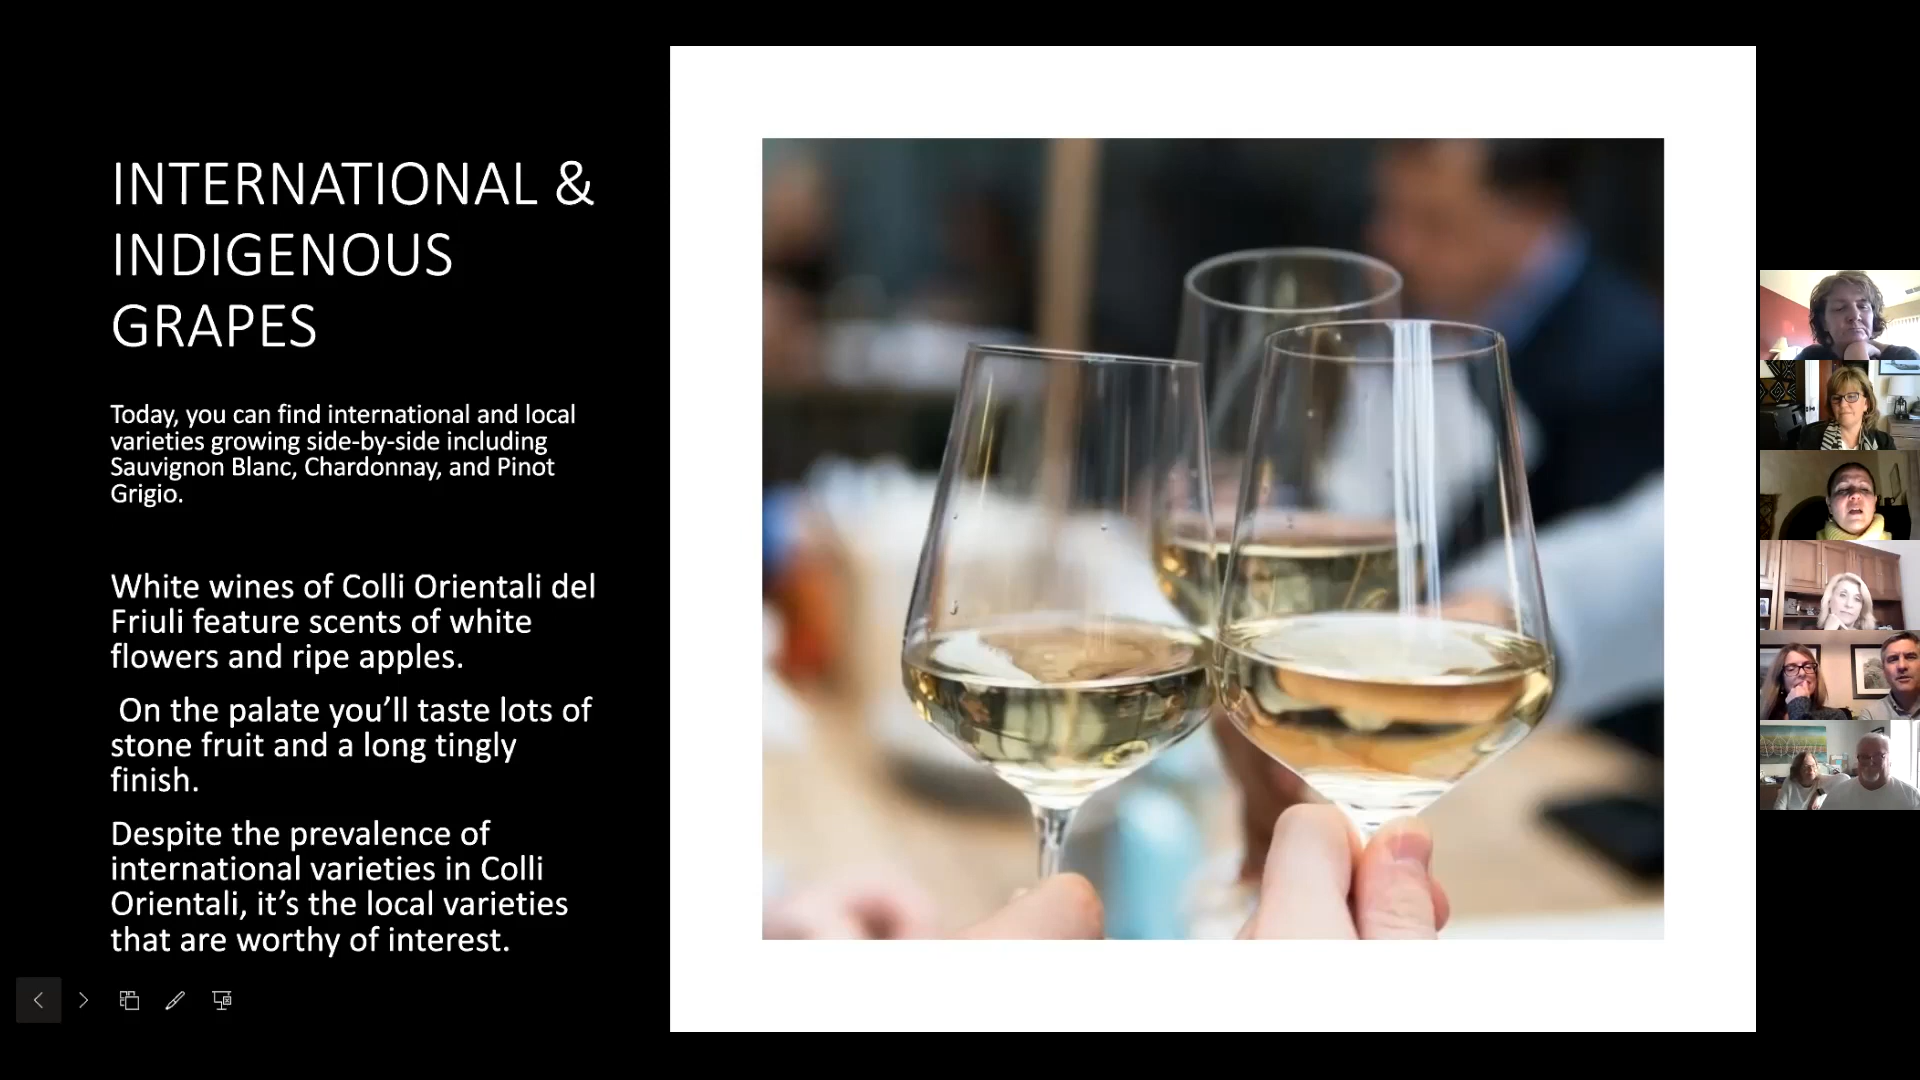 INTERNATIONAL &
INDIGENOUS
GRAPES
Today, you can find international and local
varieties growing side-by-side including
Sauvignon Blanc, Chardonnay, and Pinot
Grigio.
White wines of Colli Orientali del
Friuli feature scents of white
flowers and ripe apples.
On the palate you’ll taste lots of
stone fruit and a long tingly
finish.
Despite the prevalence of
international varieties in Colli
Orientali, it’s the local varieties
that are worthy of interest.